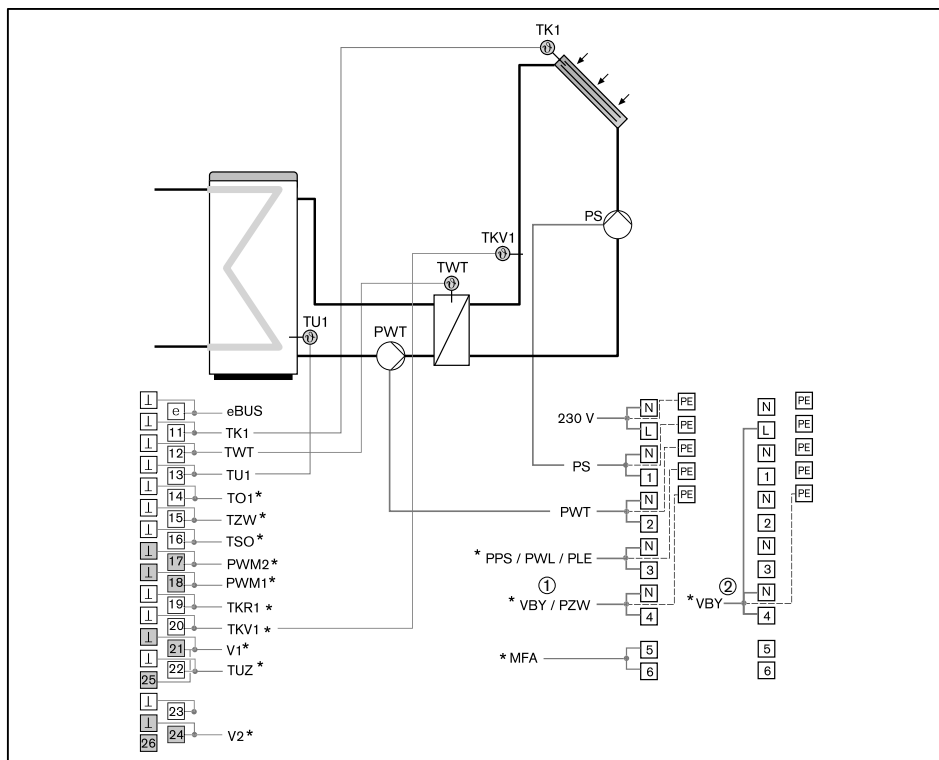 TK1
PS
TKV1
TWT
TU1
PWT
⊥
e eBUS
⊥
11 TK1
⊥
12 TWT
⊥
13 TU1
⊥
14 TO1*
⊥
15 TZW*
⊥
16 TSO*
⊥
17 PWM2*
⊥
18 PWM1*
⊥
19 TKR1*
⊥
20 TKV1*
⊥
21 V1*
⊥
22 TUZ*
25
⊥
23
⊥
24 V2*
26
230 V N PE
L PE
PS N PE
1 PE
PWT N PE
2
* PPS / PWL / PLE N
3
①
* VBY / PZW N
4
* MFA 5
6
N PE
L PE
N PE
1 PE
N PE
2
N
3
②
* VBY N
4
5
6